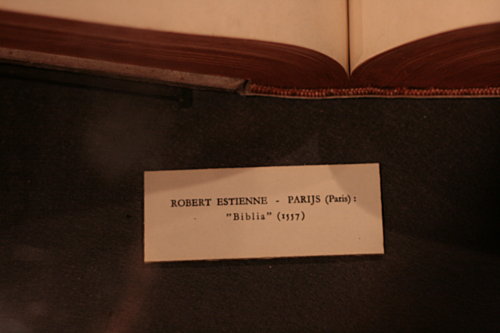 ROBERT ESTIENNE - PARIJS (Paris) :
"Biblia" (1557)